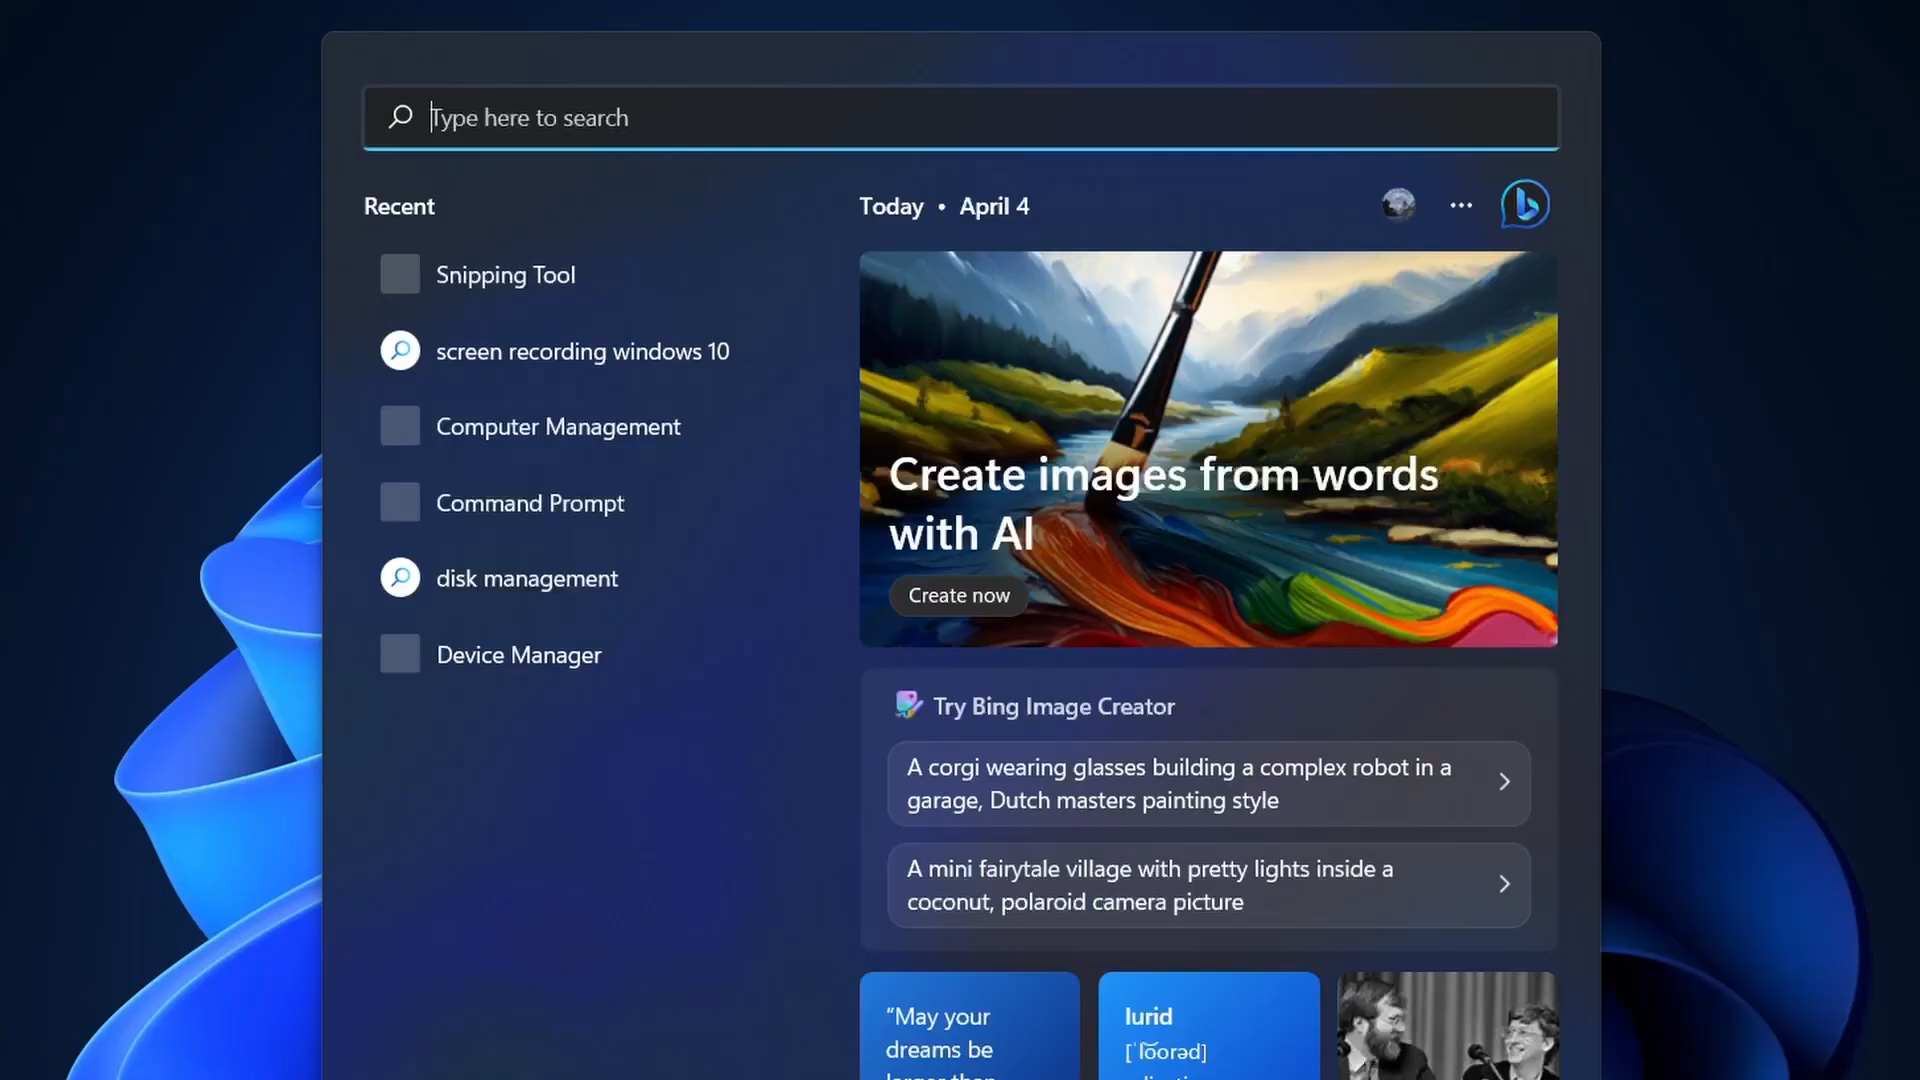 Type here to search
Recent
Snipping Tool
screen recording windows 10
Computer Management
Command Prompt
disk management
Device Manager
Today • April 4
Create images from words
with AI
Create now
Try Bing Image Creator
A corgi wearing glasses building a complex robot in a
garage, Dutch masters painting style
A mini fairytale village with pretty lights inside a
coconut, polaroid camera picture
“May your
dreams be
larger than
lurid
[ˈlo͝orəd]